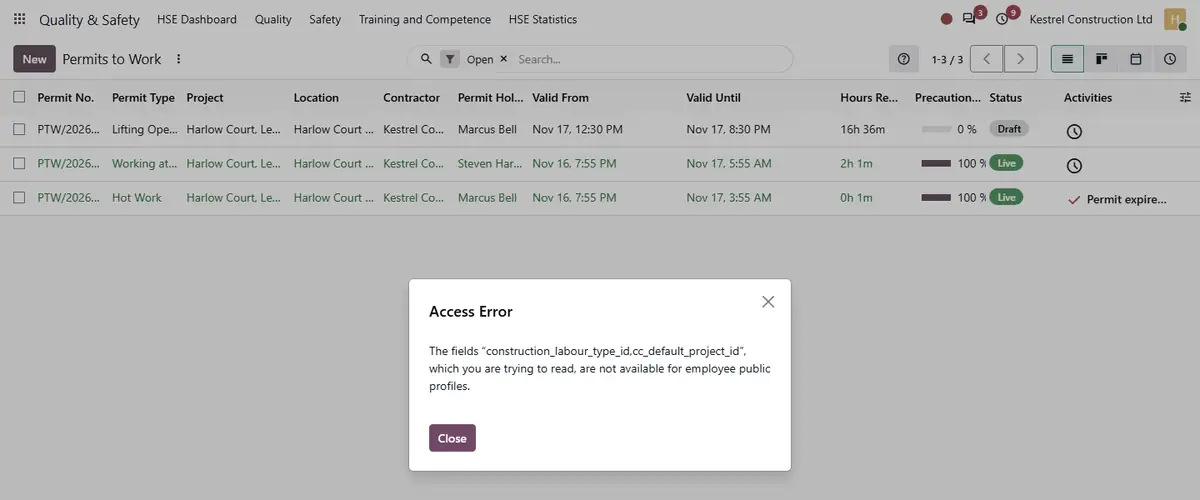 Quality & Safety HSE Dashboard Quality Safety Training and Competence HSE Statistics 3 9 Kestrel Construction Ltd H
New Permits to Work Open × Search... 1-3 / 3
Permit No. Permit Type Project Location Contractor Permit Hol... Valid From Valid Until Hours Re... Precaution... Status Activities
PTW/2026... Lifting Ope... Harlow Court, Le... Harlow Court ... Kestrel Co... Marcus Bell Nov 17, 12:30 PM Nov 17, 8:30 PM 16h 36m 0 % Draft
PTW/2026... Working at... Harlow Court, Le... Harlow Court ... Kestrel Co... Steven Har... Nov 16, 7:55 PM Nov 17, 5:55 AM 2h 1m 100 % Live
PTW/2026... Hot Work Harlow Court, Le... Harlow Court ... Kestrel Co... Marcus Bell Nov 16, 7:55 PM Nov 17, 3:55 AM 0h 1m 100 % Live Permit expire...
Access Error
The fields “construction_labour_type_id,cc_default_project_id”,
which you are trying to read, are not available for employee public
profiles.
Close